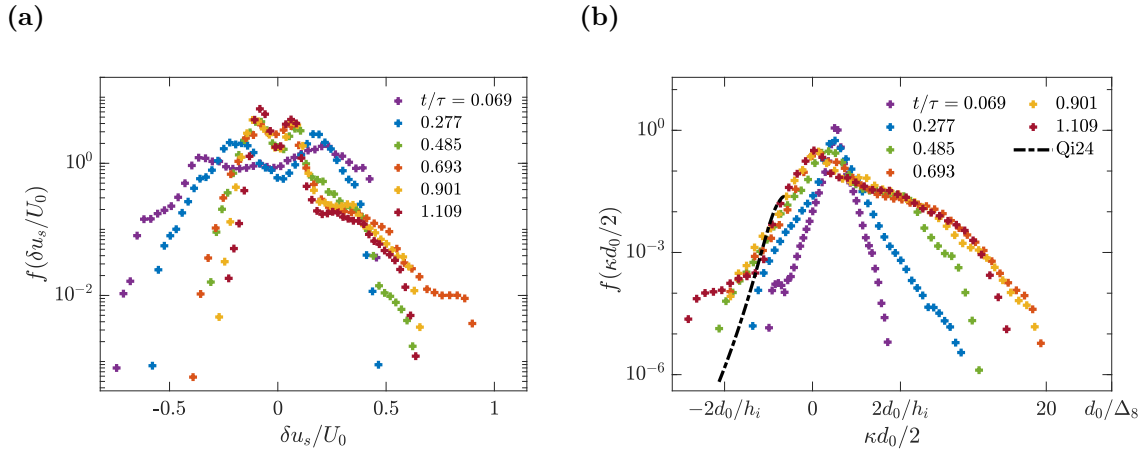 (a)
(b)
f(δu_s/U_0)
10^0
10^{-2}
t/τ = 0.069
0.277
0.485
0.693
0.901
1.109
-0.5
0
0.5
1
δu_s/U_0
f(κd_0/2)
10^0
10^{-3}
10^{-6}
t/τ = 0.069
0.277
0.485
0.693
0.901
1.109
Qi24
−2d_0/h_i
0
2d_0/h_i
20
d_0/Δ_8
κd_0/2